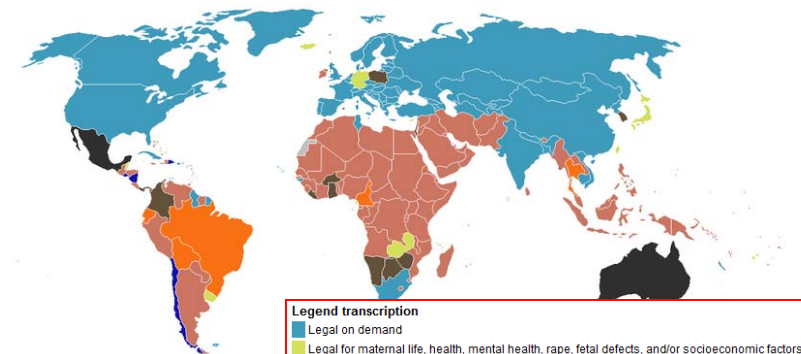 Legend transcription
Legal on demand
Legal for maternal life, health, mental health, rape, fetal defects, and/or socioeconomic factors